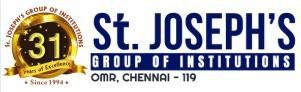 St. JOSEPH'S GROUP OF INSTITUTIONS
31
Years of Excellence
* Since 1994 *
St. JOSEPH'S
GROUP OF INSTITUTIONS
OMR, CHENNAI - 119